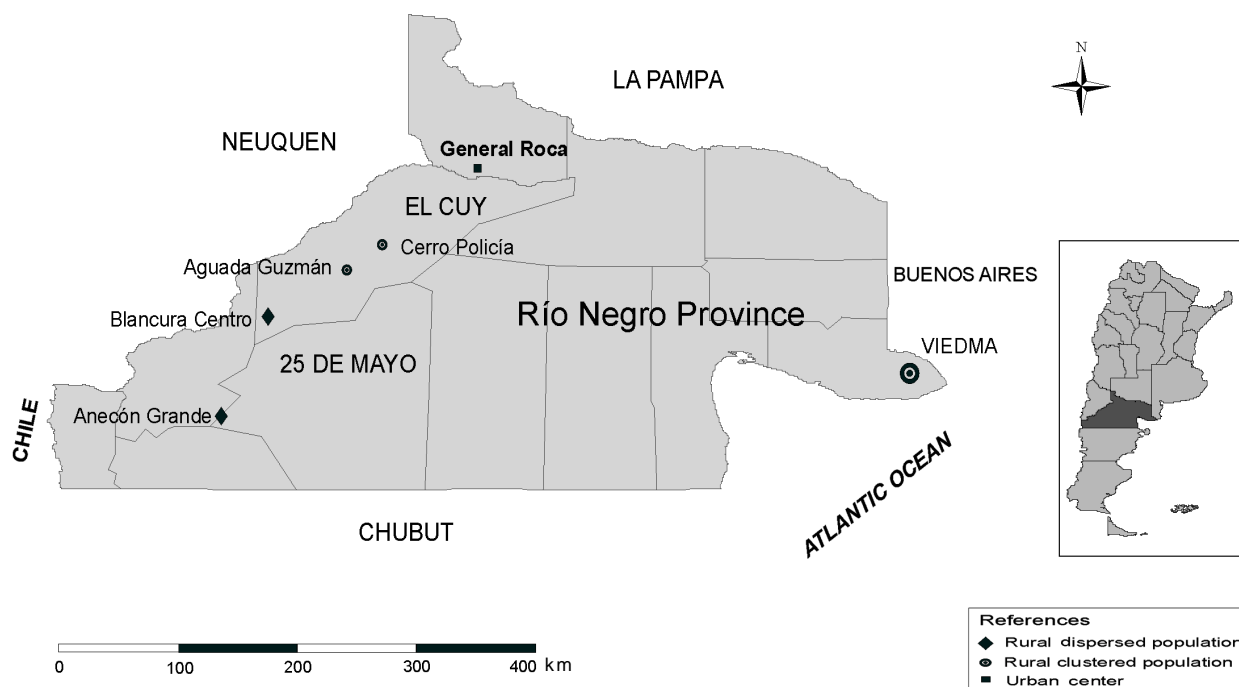 N
LA PAMPA
NEUQUEN
General Roca
EL CUY
Cerro Policía
Aguada Guzmán
BUENOS AIRES
Blancura Centro
Río Negro Province
VIEDMA
25 DE MAYO
Anecón Grande
CHILE
ATLANTIC OCEAN
CHUBUT
References
Rural dispersed population
Rural clustered population
Urban center
0 100 200 300 400 km